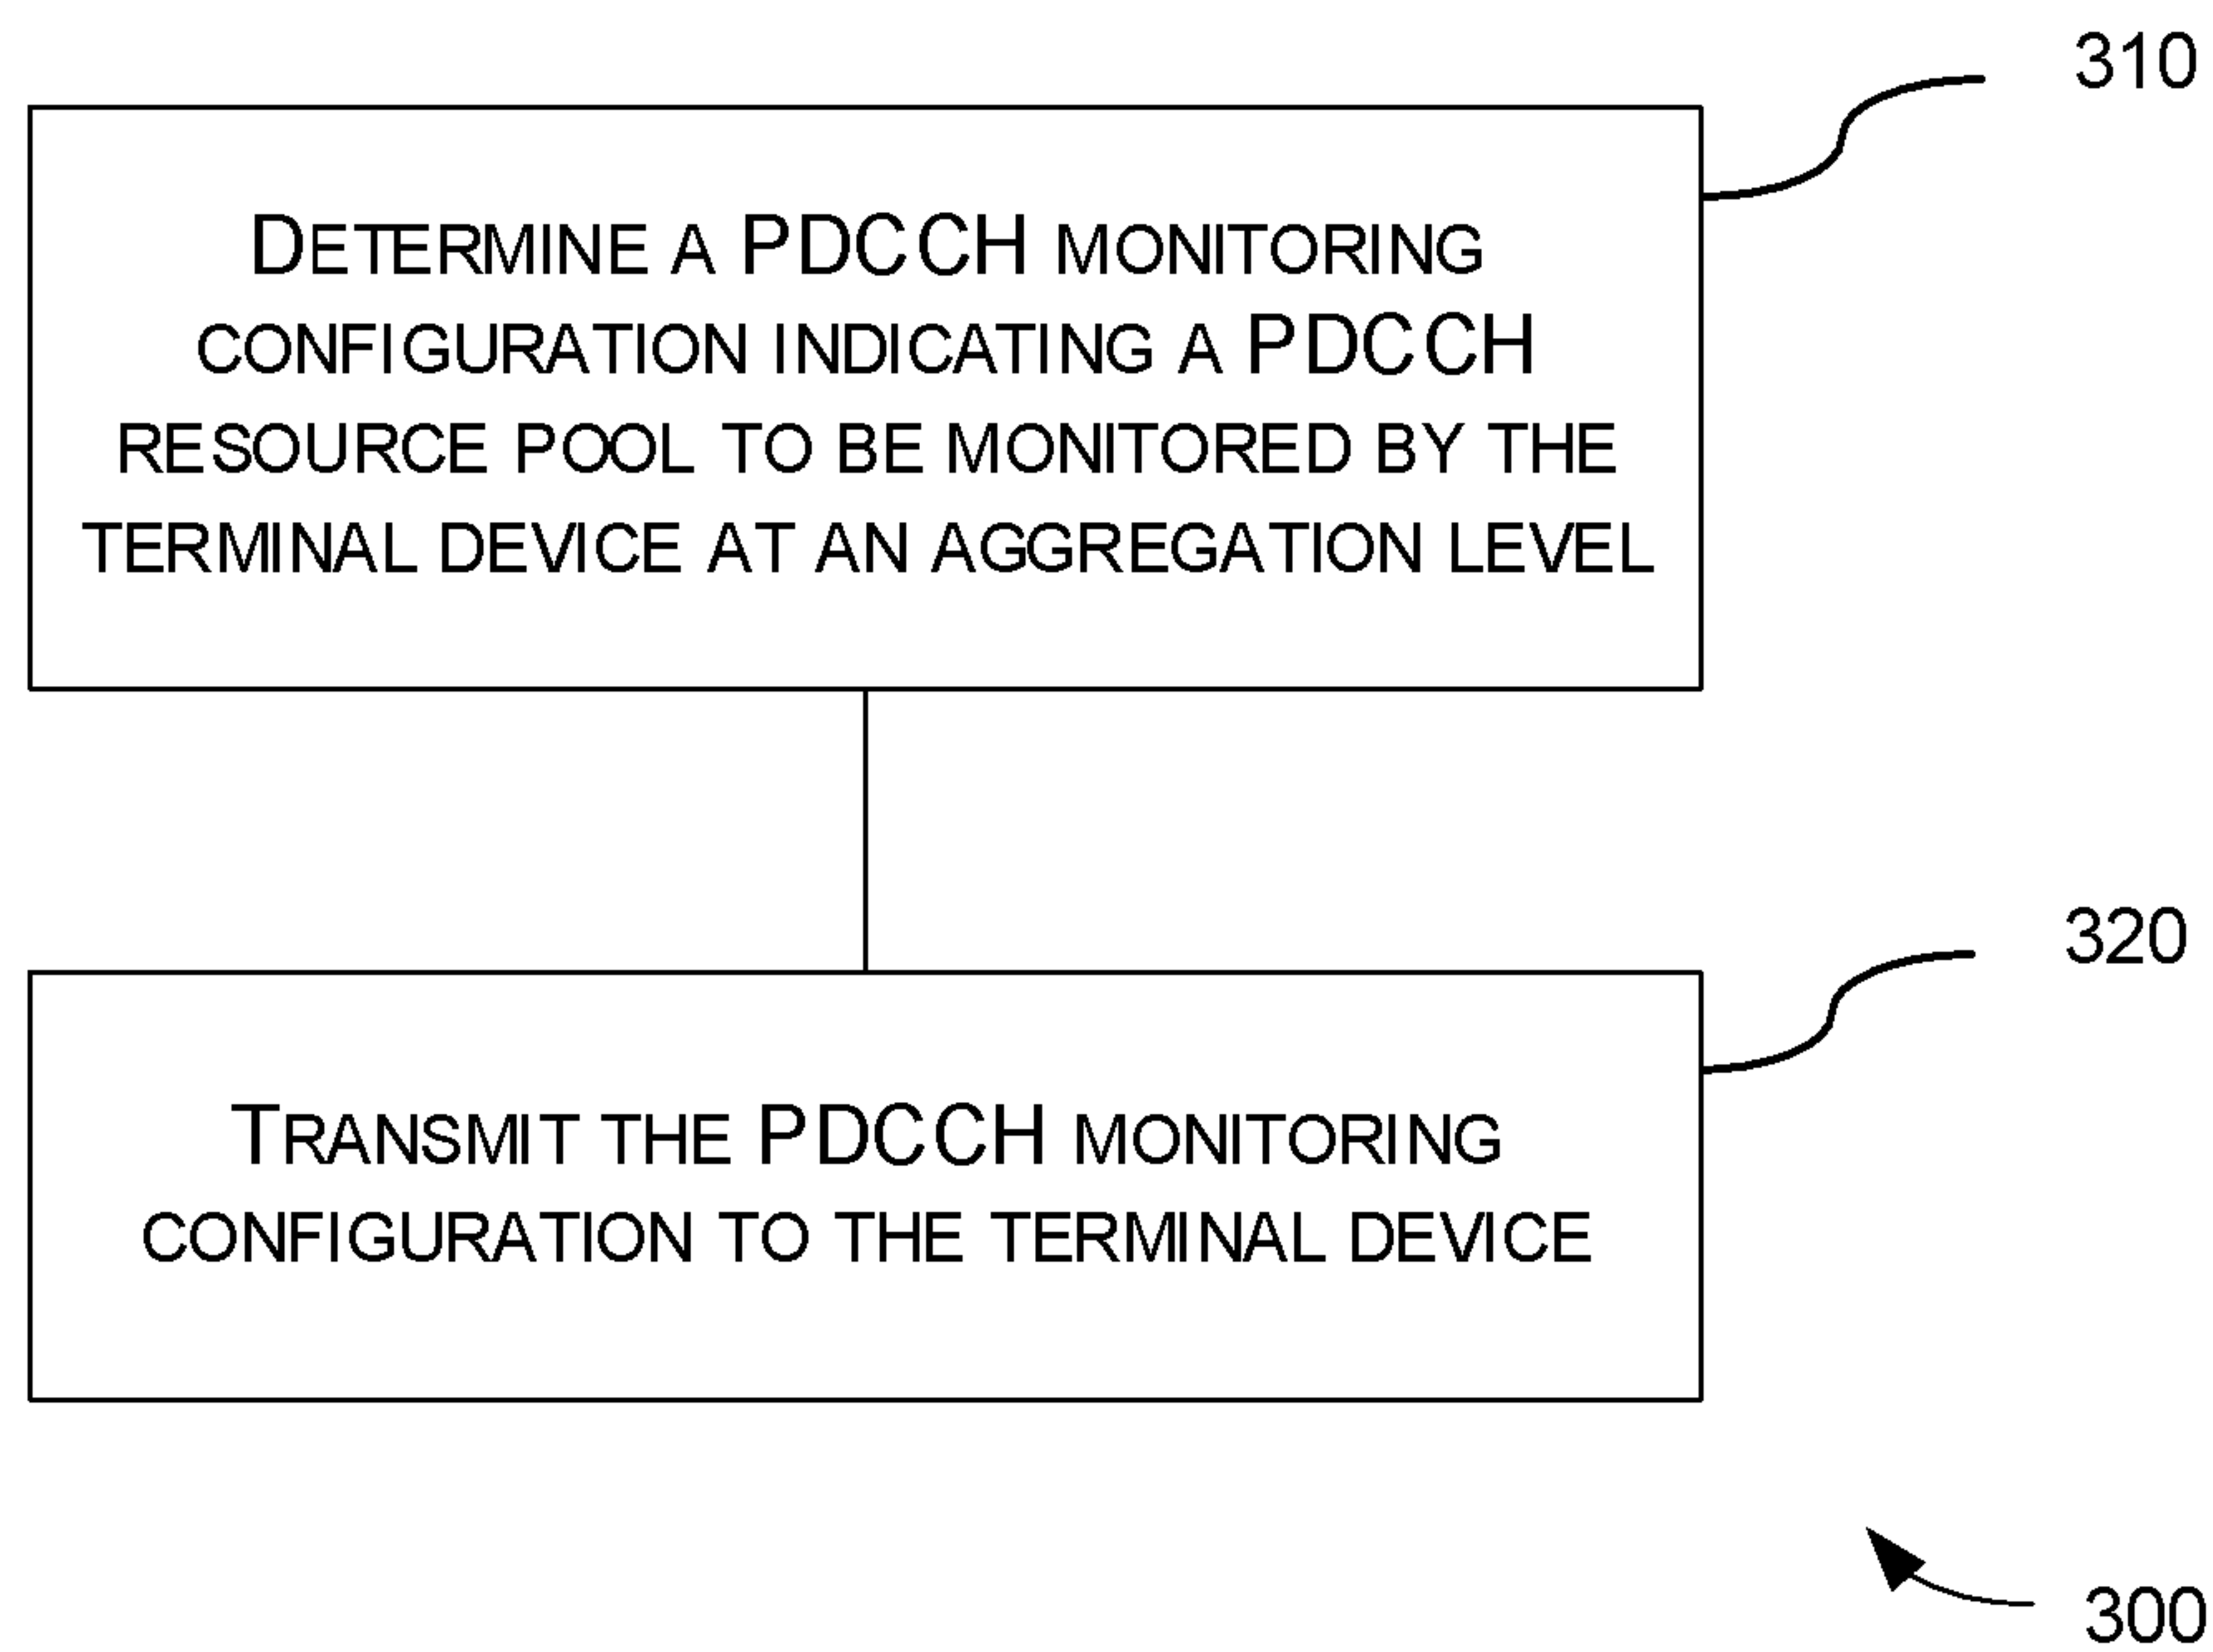 310
DETERMINE A PDCCH MONITORING
CONFIGURATION INDICATING A PDCCH
RESOURCE POOL TO BE MONITORED BY THE
TERMINAL DEVICE AT AN AGGREGATION LEVEL
320
TRANSMIT THE PDCCH MONITORING
CONFIGURATION TO THE TERMINAL DEVICE
300